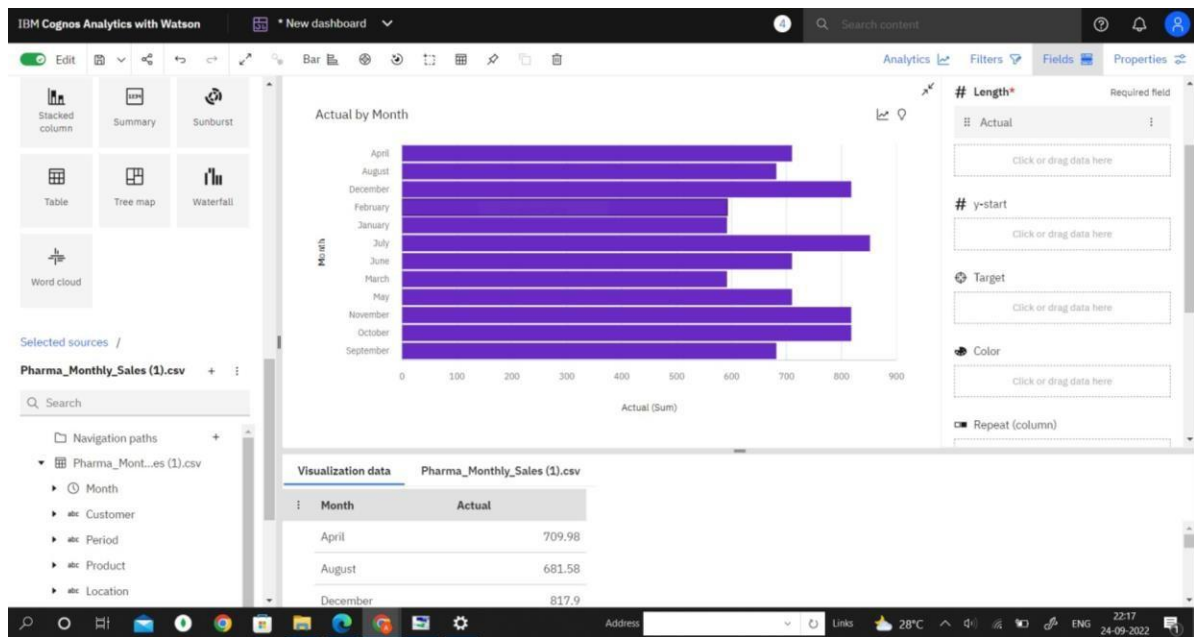 IBM Cognos Analytics with Watson
* New dashboard
4
Search content
Edit
Bar
Analytics
Filters
Fields
Properties
Stacked column
Summary
Sunburst
Table
Tree map
Waterfall
Word cloud
Selected sources /
Pharma_Monthly_Sales (1).csv
Search
Navigation paths
Pharma_Mont...es (1).csv
Month
abc Customer
abc Period
abc Product
abc Location
Actual by Month
Month
April
August
December
February
January
July
June
March
May
November
October
September
0 100 200 300 400 500 600 700 800 900
Actual (Sum)
# Length*
Required field
Actual
Click or drag data here
# y-start
Click or drag data here
Target
Click or drag data here
Color
Click or drag data here
Repeat (column)
Visualization data
Pharma_Monthly_Sales (1).csv
Month Actual
April 709.98
August 681.58
December 817.9
Address
Links
28°C
ENG
22:17
24-09-2022